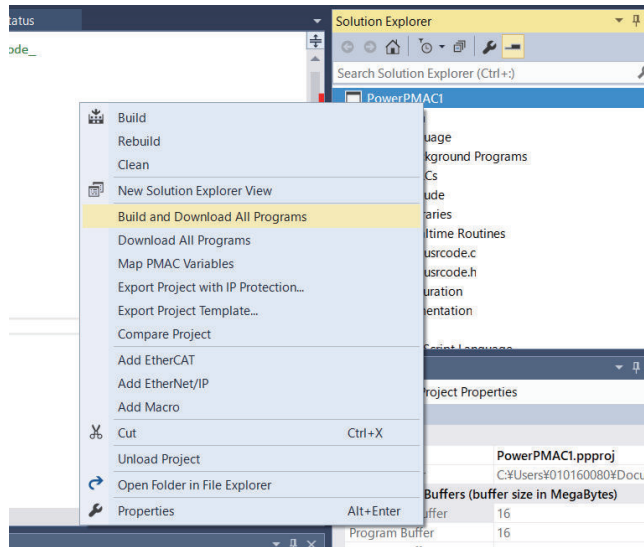 tatus
ode_
Solution Explorer
Search Solution Explorer (Ctrl+:)
PowerPMAC1
Build
Rebuild
Clean
New Solution Explorer View
Build and Download All Programs
Download All Programs
Map PMAC Variables
Export Project with IP Protection...
Export Project Template...
Compare Project
Add EtherCAT
Add EtherNet/IP
Add Macro
Cut Ctrl+X
Unload Project
Open Folder in File Explorer
Properties Alt+Enter
uage
kground Programs
Cs
ude
raries
ltime Routines
usrcode.c
usrcode.h
uration
entation
Script Language
Project Properties
PowerPMAC1.ppproj
C:¥Users¥010160080¥Docu
Buffers (buffer size in MegaBytes)
uffer 16
Program Buffer 16